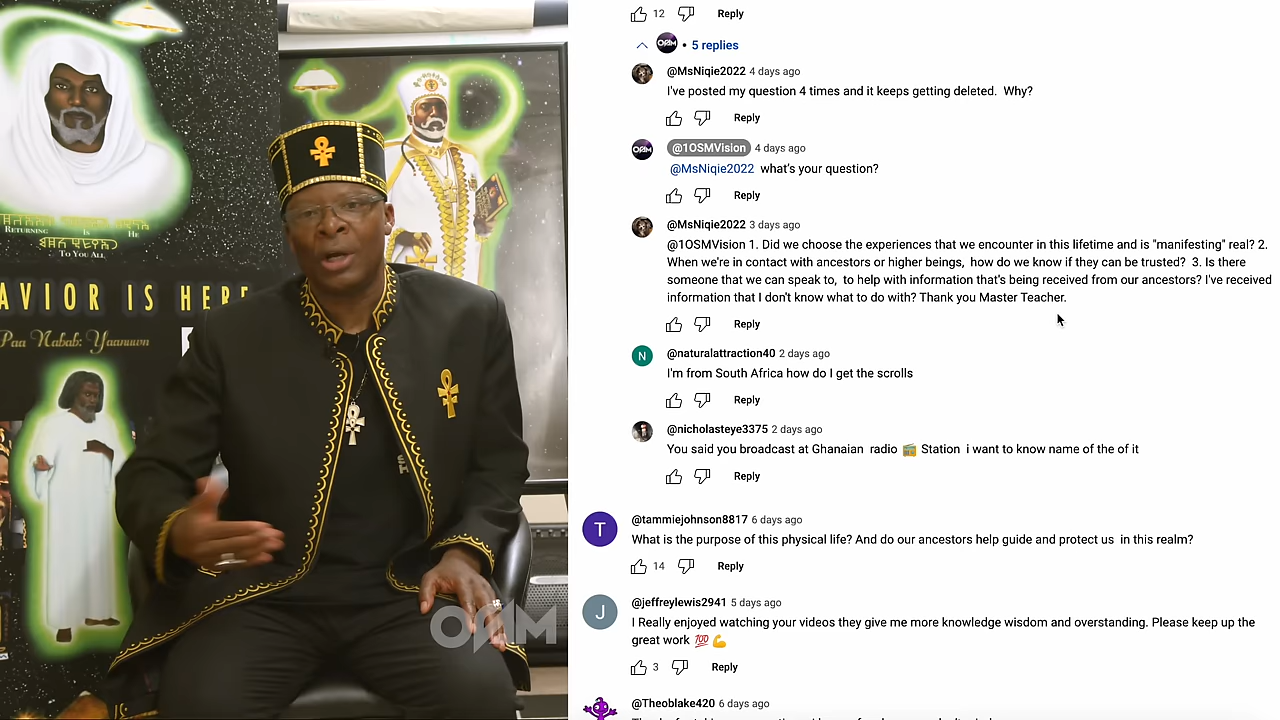 RETURNING IS HE
TO YOU ALL
AVIOR IS HERE
Paa Nabab: Yaanuwn
OSM
12 Reply
OSM • 5 replies
@MsNiqie2022 4 days ago
I've posted my question 4 times and it keeps getting deleted. Why?
Reply
OSM @1OSMVision 4 days ago
@MsNiqie2022 what's your question?
Reply
@MsNiqie2022 3 days ago
@1OSMVision 1. Did we choose the experiences that we encounter in this lifetime and is "manifesting" real? 2.
When we're in contact with ancestors or higher beings, how do we know if they can be trusted? 3. Is there
someone that we can speak to, to help with information that's being received from our ancestors? I've received
information that I don't know what to do with? Thank you Master Teacher.
Reply
N @naturalattraction40 2 days ago
I'm from South Africa how do I get the scrolls
Reply
@nicholasteye3375 2 days ago
You said you broadcast at Ghanaian radio 📻 Station i want to know name of the of it
Reply
T @tammiejohnson8817 6 days ago
What is the purpose of this physical life? And do our ancestors help guide and protect us in this realm?
14 Reply
J @jeffreylewis2941 5 days ago
I Really enjoyed watching your videos they give me more knowledge wisdom and overstanding. Please keep up the
great work 💯 💪
3 Reply
@Theoblake420 6 days ago